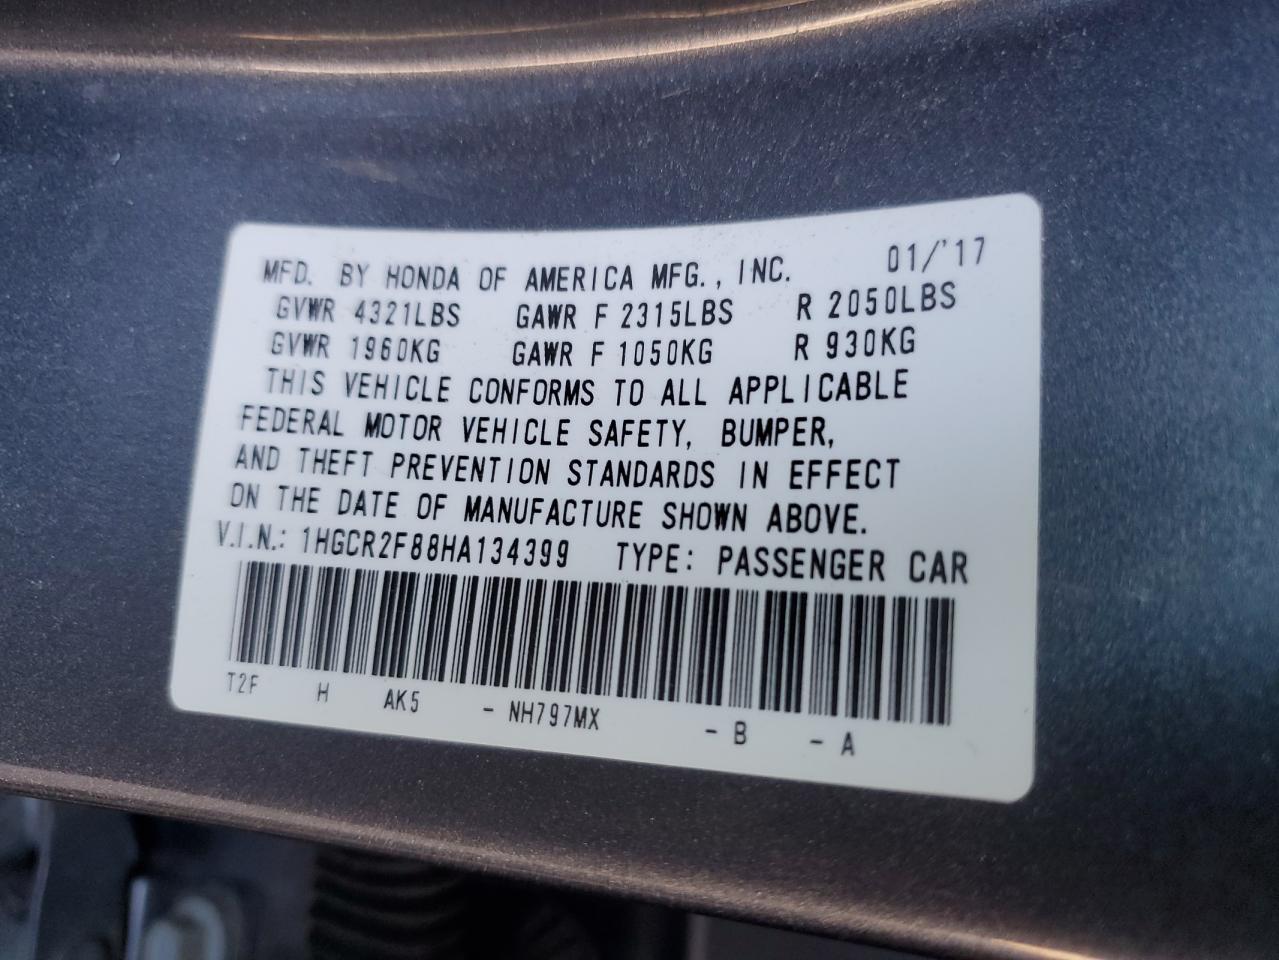 MFD. BY HONDA OF AMERICA MFG., INC. 01/'17
GVWR 4321LBS GAWR F 2315LBS R 2050LBS
GVWR 1960KG GAWR F 1050KG R 930KG
THIS VEHICLE CONFORMS TO ALL APPLICABLE
FEDERAL MOTOR VEHICLE SAFETY, BUMPER,
AND THEFT PREVENTION STANDARDS IN EFFECT
ON THE DATE OF MANUFACTURE SHOWN ABOVE.
V.I.N.: 1HGCR2F88HA134399 TYPE: PASSENGER CAR
T2F H AK5 - NH797MX - B - A